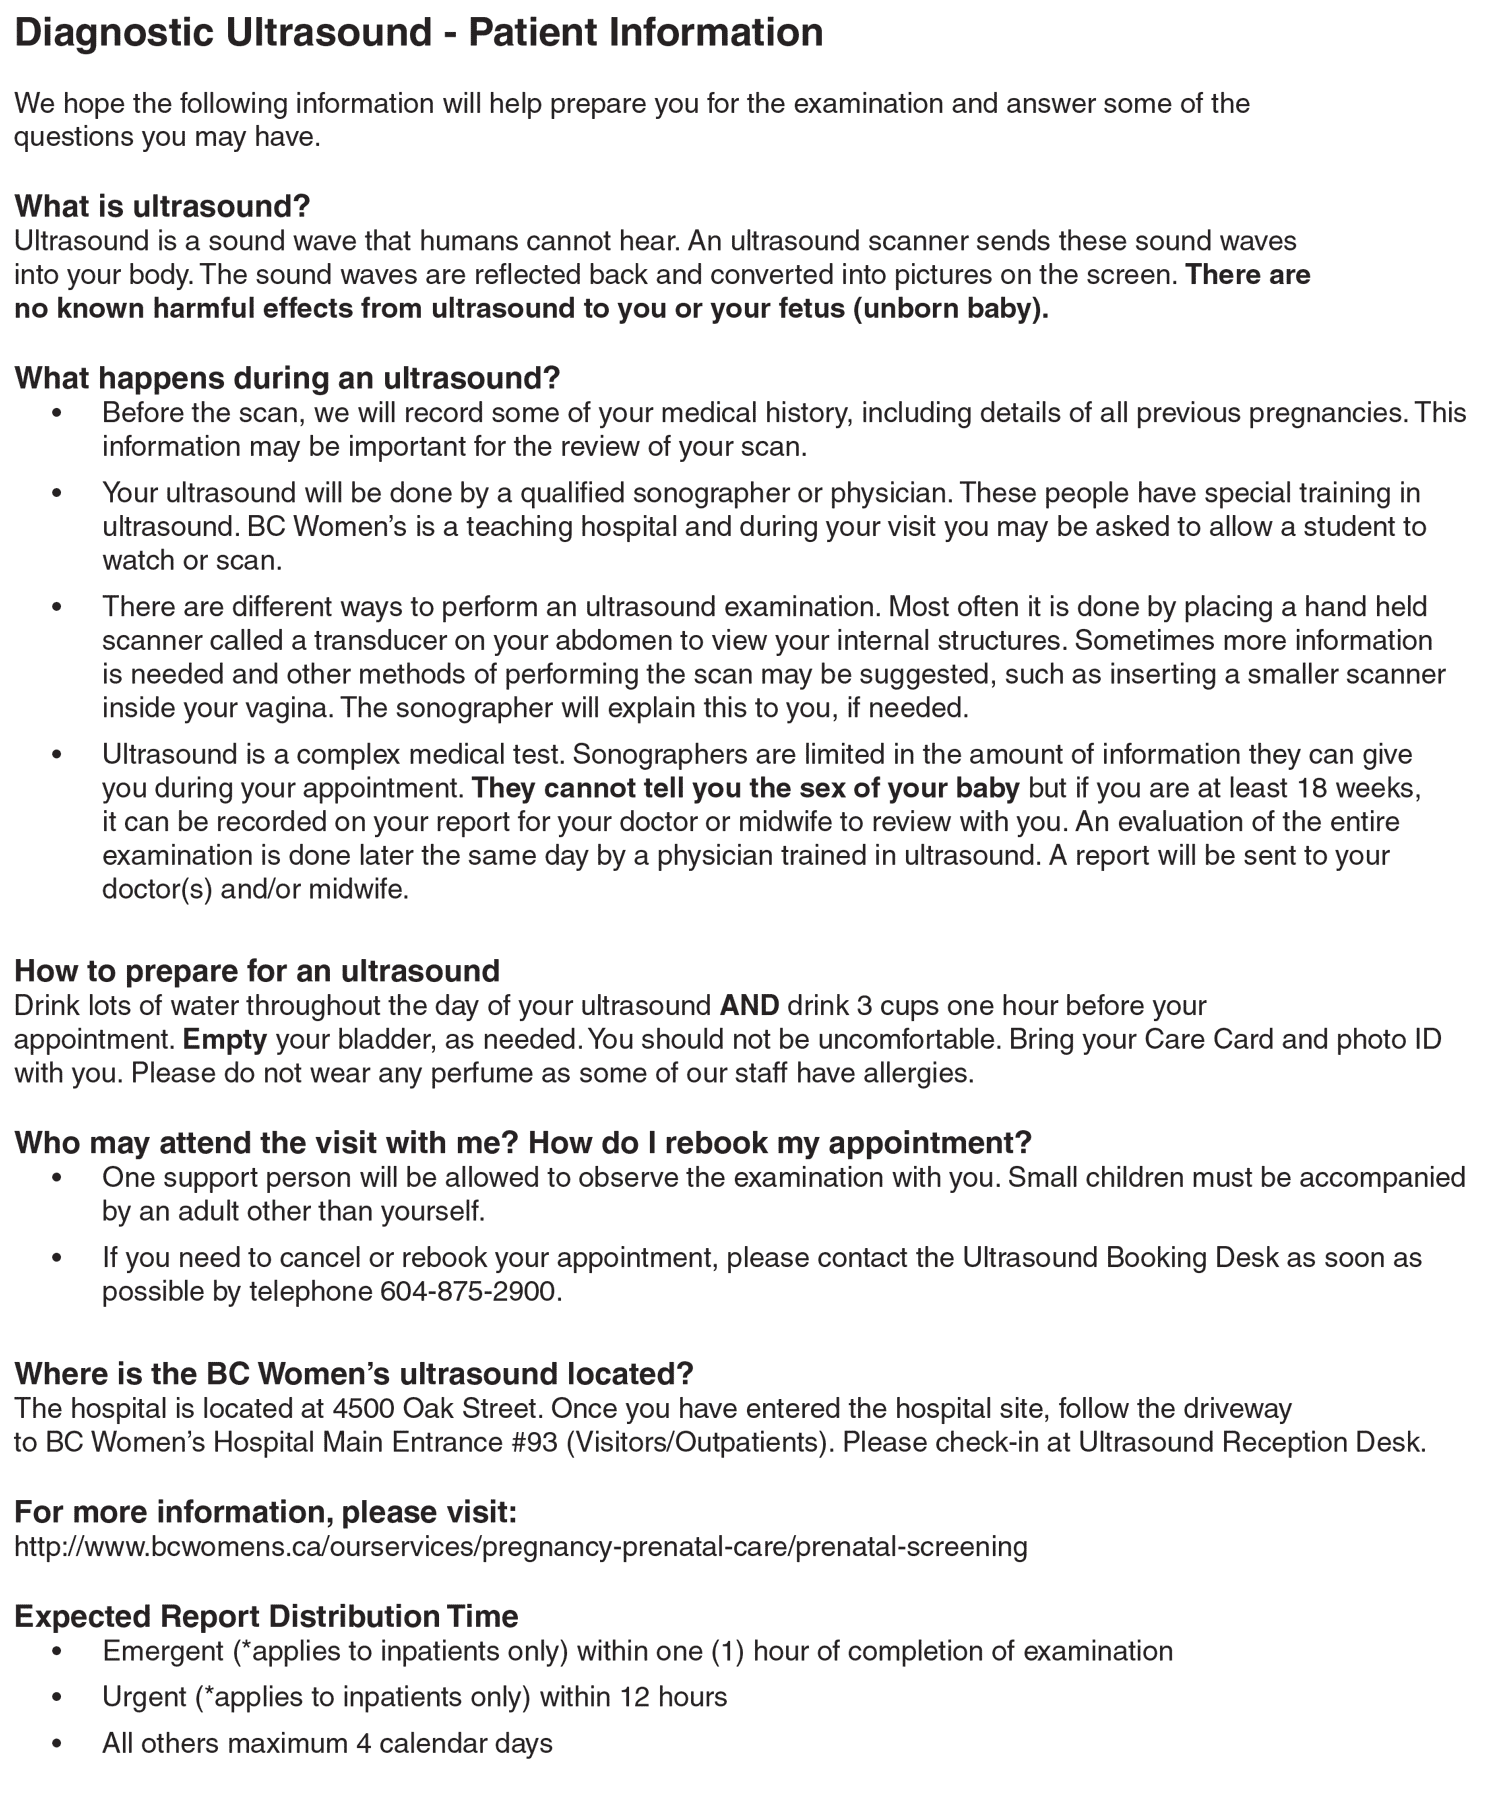 Diagnostic Ultrasound - Patient Information
We hope the following information will help prepare you for the examination and answer some of the
questions you may have.
What is ultrasound?
Ultrasound is a sound wave that humans cannot hear. An ultrasound scanner sends these sound waves
into your body. The sound waves are reflected back and converted into pictures on the screen. There are
no known harmful effects from ultrasound to you or your fetus (unborn baby).
What happens during an ultrasound?
• Before the scan, we will record some of your medical history, including details of all previous pregnancies. This
information may be important for the review of your scan.
• Your ultrasound will be done by a qualified sonographer or physician. These people have special training in
ultrasound. BC Women’s is a teaching hospital and during your visit you may be asked to allow a student to
watch or scan.
• There are different ways to perform an ultrasound examination. Most often it is done by placing a hand held
scanner called a transducer on your abdomen to view your internal structures. Sometimes more information
is needed and other methods of performing the scan may be suggested, such as inserting a smaller scanner
inside your vagina. The sonographer will explain this to you, if needed.
• Ultrasound is a complex medical test. Sonographers are limited in the amount of information they can give
you during your appointment. They cannot tell you the sex of your baby but if you are at least 18 weeks,
it can be recorded on your report for your doctor or midwife to review with you. An evaluation of the entire
examination is done later the same day by a physician trained in ultrasound. A report will be sent to your
doctor(s) and/or midwife.
How to prepare for an ultrasound
Drink lots of water throughout the day of your ultrasound AND drink 3 cups one hour before your
appointment. Empty your bladder, as needed. You should not be uncomfortable. Bring your Care Card and photo ID
with you. Please do not wear any perfume as some of our staff have allergies.
Who may attend the visit with me? How do I rebook my appointment?
• One support person will be allowed to observe the examination with you. Small children must be accompanied
by an adult other than yourself.
• If you need to cancel or rebook your appointment, please contact the Ultrasound Booking Desk as soon as
possible by telephone 604-875-2900.
Where is the BC Women’s ultrasound located?
The hospital is located at 4500 Oak Street. Once you have entered the hospital site, follow the driveway
to BC Women’s Hospital Main Entrance #93 (Visitors/Outpatients). Please check-in at Ultrasound Reception Desk.
For more information, please visit:
http://www.bcwomens.ca/ourservices/pregnancy-prenatal-care/prenatal-screening
Expected Report Distribution Time
• Emergent (*applies to inpatients only) within one (1) hour of completion of examination
• Urgent (*applies to inpatients only) within 12 hours
• All others maximum 4 calendar days